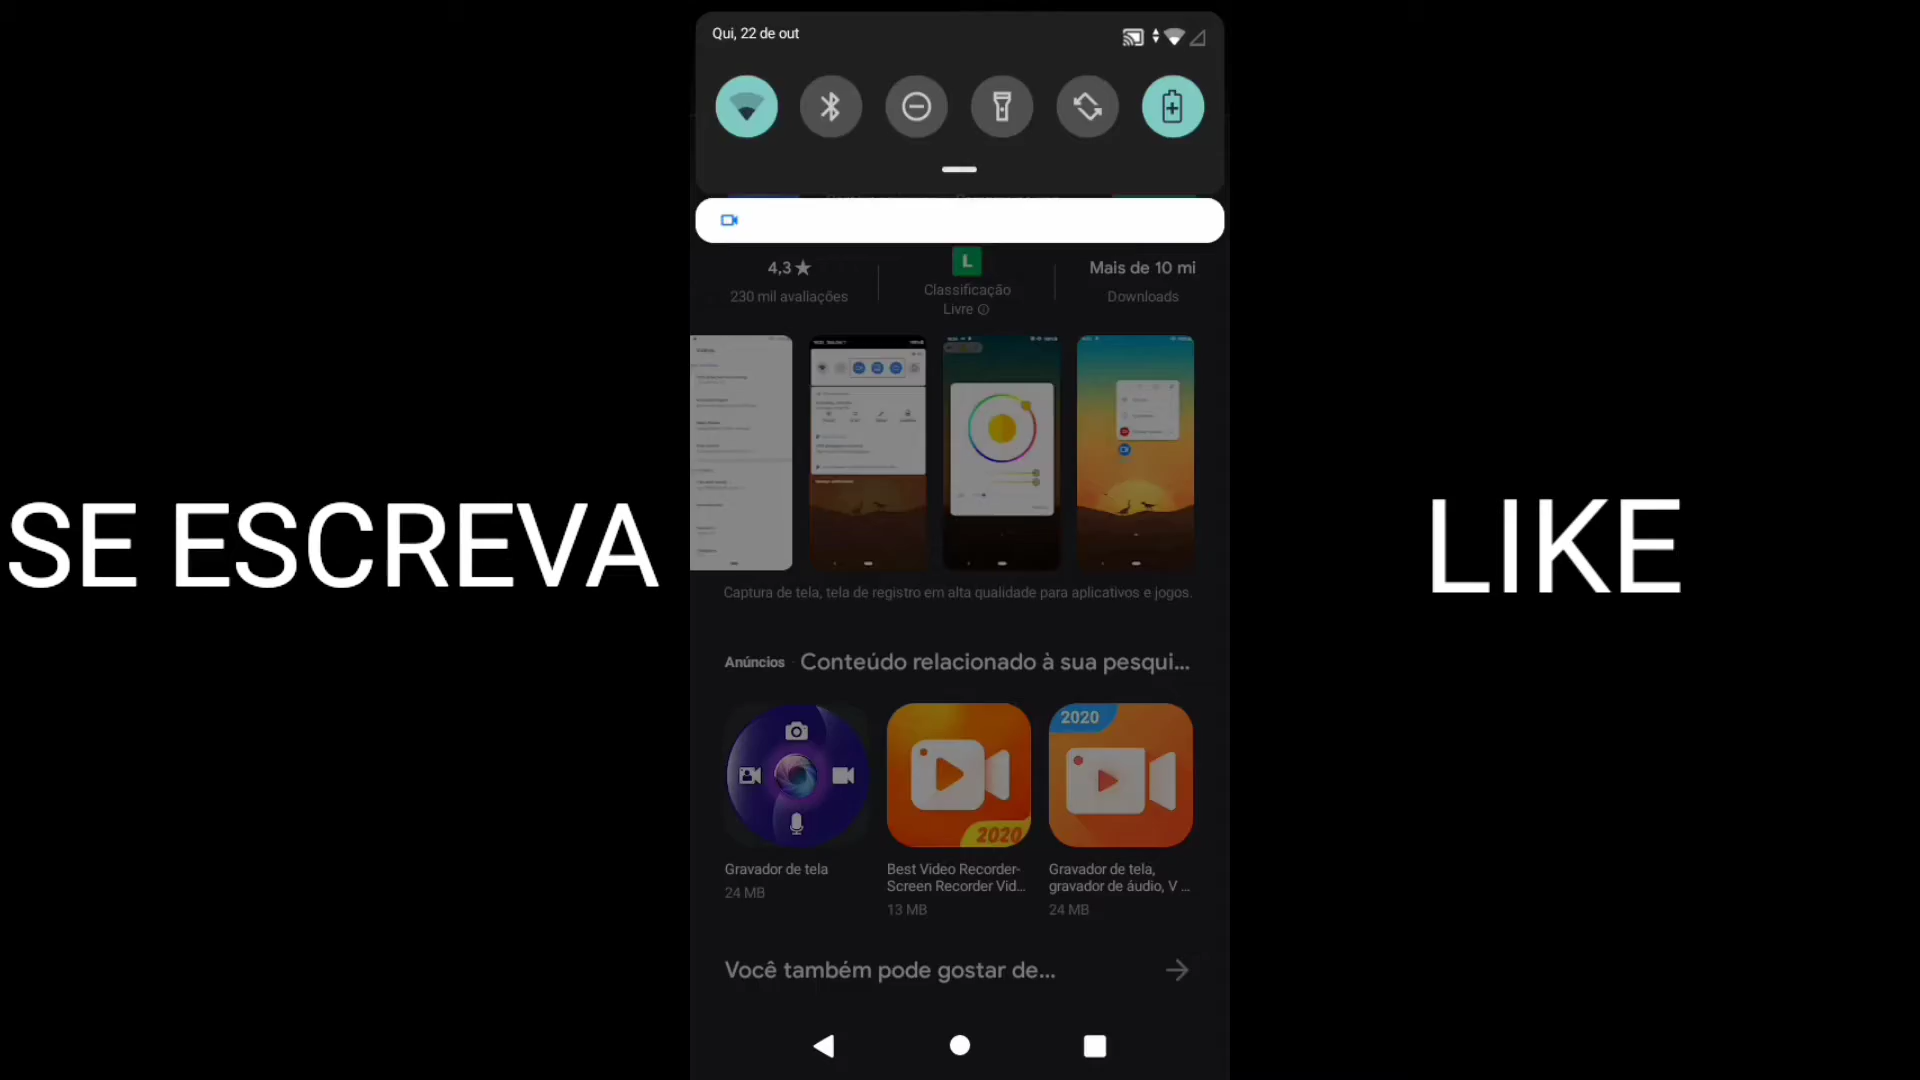 Qui, 22 de out
4,3★
230 mil avaliações
L
Classificação
Livre
Mais de 10 mi
Downloads
SE ESCREVA
LIKE
Captura de tela, tela de registro em alta qualidade para aplicativos e jogos.
Anúncios · Conteúdo relacionado à sua pesqui...
2020
2020
Gravador de tela
24 MB
Best Video Recorder-
Screen Recorder Vid...
13 MB
Gravador de tela,
gravador de áudio, V ...
24 MB
Você também pode gostar de...